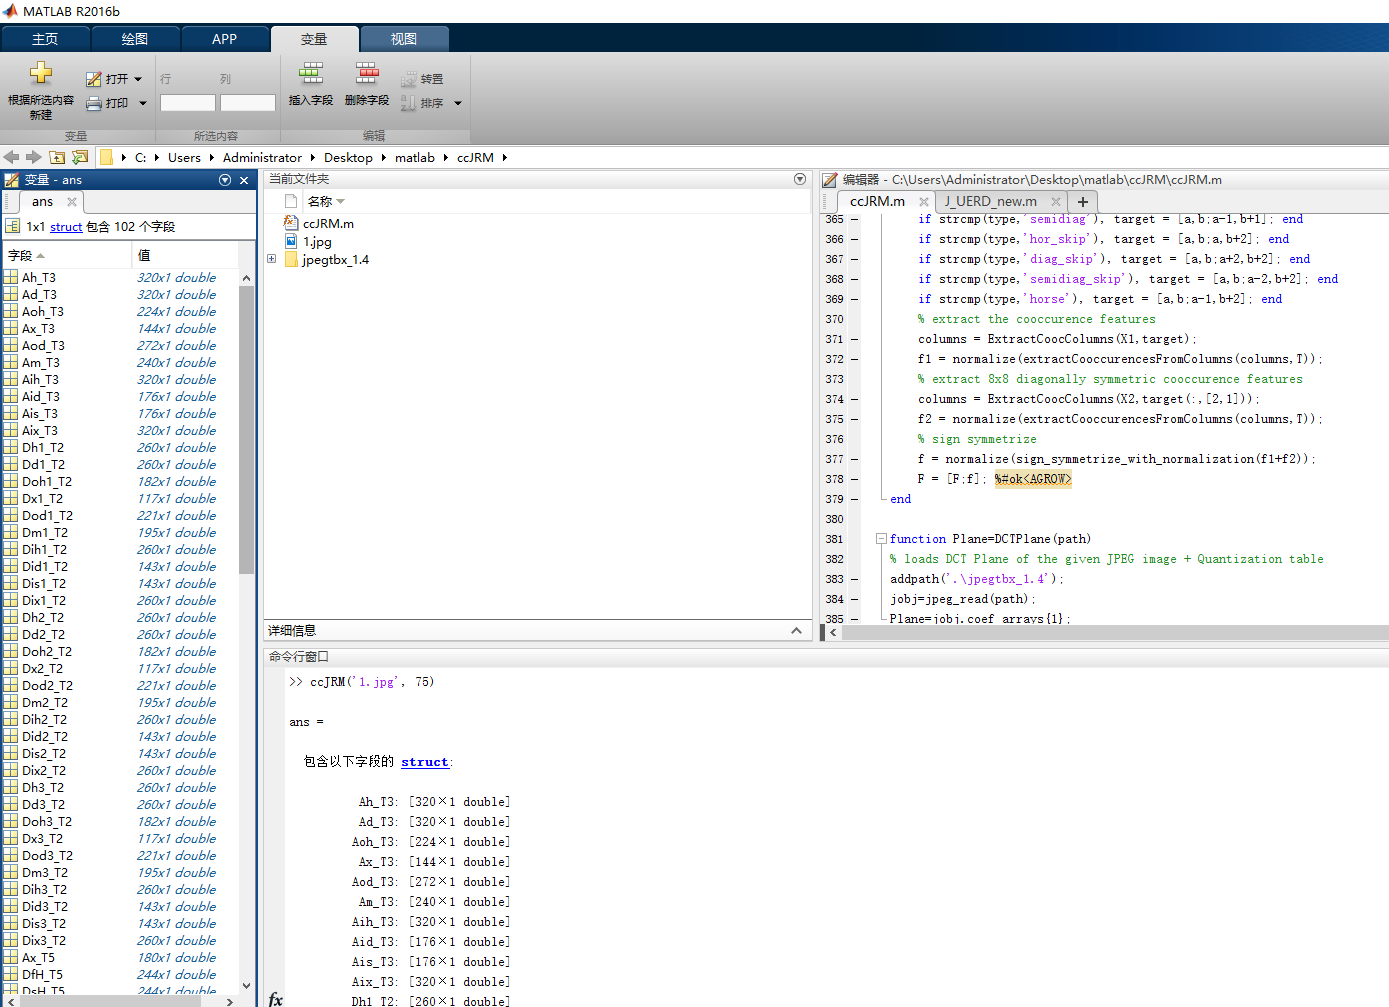 MATLAB R2016b
主页 绘图 APP 变量 视图
根据所选内容新建 打开 打印 行 列 插入字段 删除字段 转置 排序
变量 所选内容 编辑
C: Users Administrator Desktop matlab ccJRM
变量 - ans
ans
1x1 struct 包含 102 个字段
字段 值
Ah_T3 320x1 double
Ad_T3 320x1 double
Aoh_T3 224x1 double
Ax_T3 144x1 double
Aod_T3 272x1 double
Am_T3 240x1 double
Aih_T3 320x1 double
Aid_T3 176x1 double
Ais_T3 176x1 double
Aix_T3 320x1 double
Dh1_T2 260x1 double
Dd1_T2 260x1 double
Doh1_T2 182x1 double
Dx1_T2 117x1 double
Dod1_T2 221x1 double
Dm1_T2 195x1 double
Dih1_T2 260x1 double
Did1_T2 143x1 double
Dis1_T2 143x1 double
Dix1_T2 260x1 double
Dh2_T2 260x1 double
Dd2_T2 260x1 double
Doh2_T2 182x1 double
Dx2_T2 117x1 double
Dod2_T2 221x1 double
Dm2_T2 195x1 double
Dih2_T2 260x1 double
Did2_T2 143x1 double
Dis2_T2 143x1 double
Dix2_T2 260x1 double
Dh3_T2 260x1 double
Dd3_T2 260x1 double
Doh3_T2 182x1 double
Dx3_T2 117x1 double
Dod3_T2 221x1 double
Dm3_T2 195x1 double
Dih3_T2 260x1 double
Did3_T2 143x1 double
Dis3_T2 143x1 double
Dix3_T2 260x1 double
Ax_T5 180x1 double
DfH_T5 244x1 double
DsH_T5 244x1 double
当前文件夹
名称
ccJRM.m
1.jpg
jpegtbx_1.4
详细信息
编辑器 - C:\Users\Administrator\Desktop\matlab\ccJRM\ccJRM.m
ccJRM.m J_UERD_new.m
365 if strcmp(type,'semidiag'), target = [a,b;a-1,b+1]; end
366 if strcmp(type,'hor_skip'), target = [a,b;a,b+2]; end
367 if strcmp(type,'diag_skip'), target = [a,b;a+2,b+2]; end
368 if strcmp(type,'semidiag_skip'), target = [a,b;a-2,b+2]; end
369 if strcmp(type,'horse'), target = [a,b;a-1,b+2]; end
370 % extract the cooccurence features
371 columns = ExtractCoocColumns(X1,target);
372 f1 = normalize(extractCooccurencesFromColumns(columns,T));
373 % extract 8x8 diagonally symmetric cooccurence features
374 columns = ExtractCoocColumns(X2,target(:,[2,1]));
375 f2 = normalize(extractCooccurencesFromColumns(columns,T));
376 % sign symmetrize
377 f = normalize(sign_symmetrize_with_normalization(f1+f2));
378 F = [F;f]; %#ok<AGROW>
379 end
380
381 function Plane=DCTPlane(path)
382 % loads DCT Plane of the given JPEG image + Quantization table
383 addpath('.\jpegtbx_1.4');
384 jobj=jpeg_read(path);
385 Plane=jobj.coef_arrays{1};
命令行窗口
>> ccJRM('1.jpg', 75)
ans =
包含以下字段的 struct:
Ah_T3: [320×1 double]
Ad_T3: [320×1 double]
Aoh_T3: [224×1 double]
Ax_T3: [144×1 double]
Aod_T3: [272×1 double]
Am_T3: [240×1 double]
Aih_T3: [320×1 double]
Aid_T3: [176×1 double]
Ais_T3: [176×1 double]
Aix_T3: [320×1 double]
Dh1_T2: [260×1 double]
fx